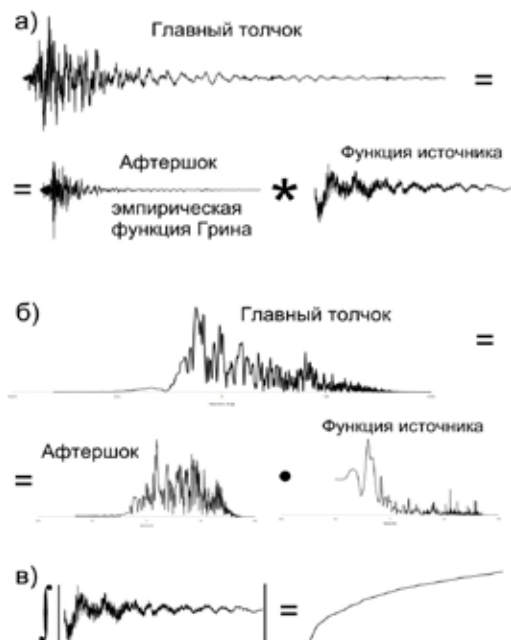 а)
Главный толчок
=
= Афтершок * Функция источника
эмпирическая
функция Грина
б)
Главный толчок
=
Афтершок
Функция источника
= •
в)
∫ | | =